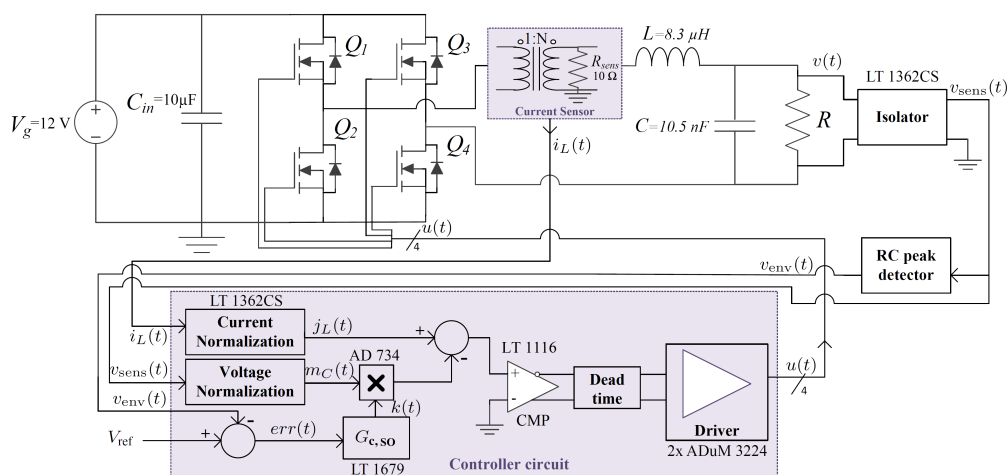 V_g=12 V
C_in=10μF
Q_1
Q_2
Q_3
Q_4
1:N
R_sens
10 Ω
Current Sensor
i_L(t)
L=8.3 μH
C=10.5 nF
R
v(t)
LT 1362CS
Isolator
v_sens(t)
u(t)
4
v_env(t)
RC peak
detector
LT 1362CS
Current
Normalization
i_L(t)
j_L(t)
+
-
v_sens(t)
Voltage
Normalization
m_C(t)
AD 734
×
k(t)
v_env(t)
V_ref
+
-
err(t)
G_c,SO
LT 1679
LT 1116
+
-
CMP
Dead
time
Driver
2x ADuM 3224
u(t)
4
Controller circuit